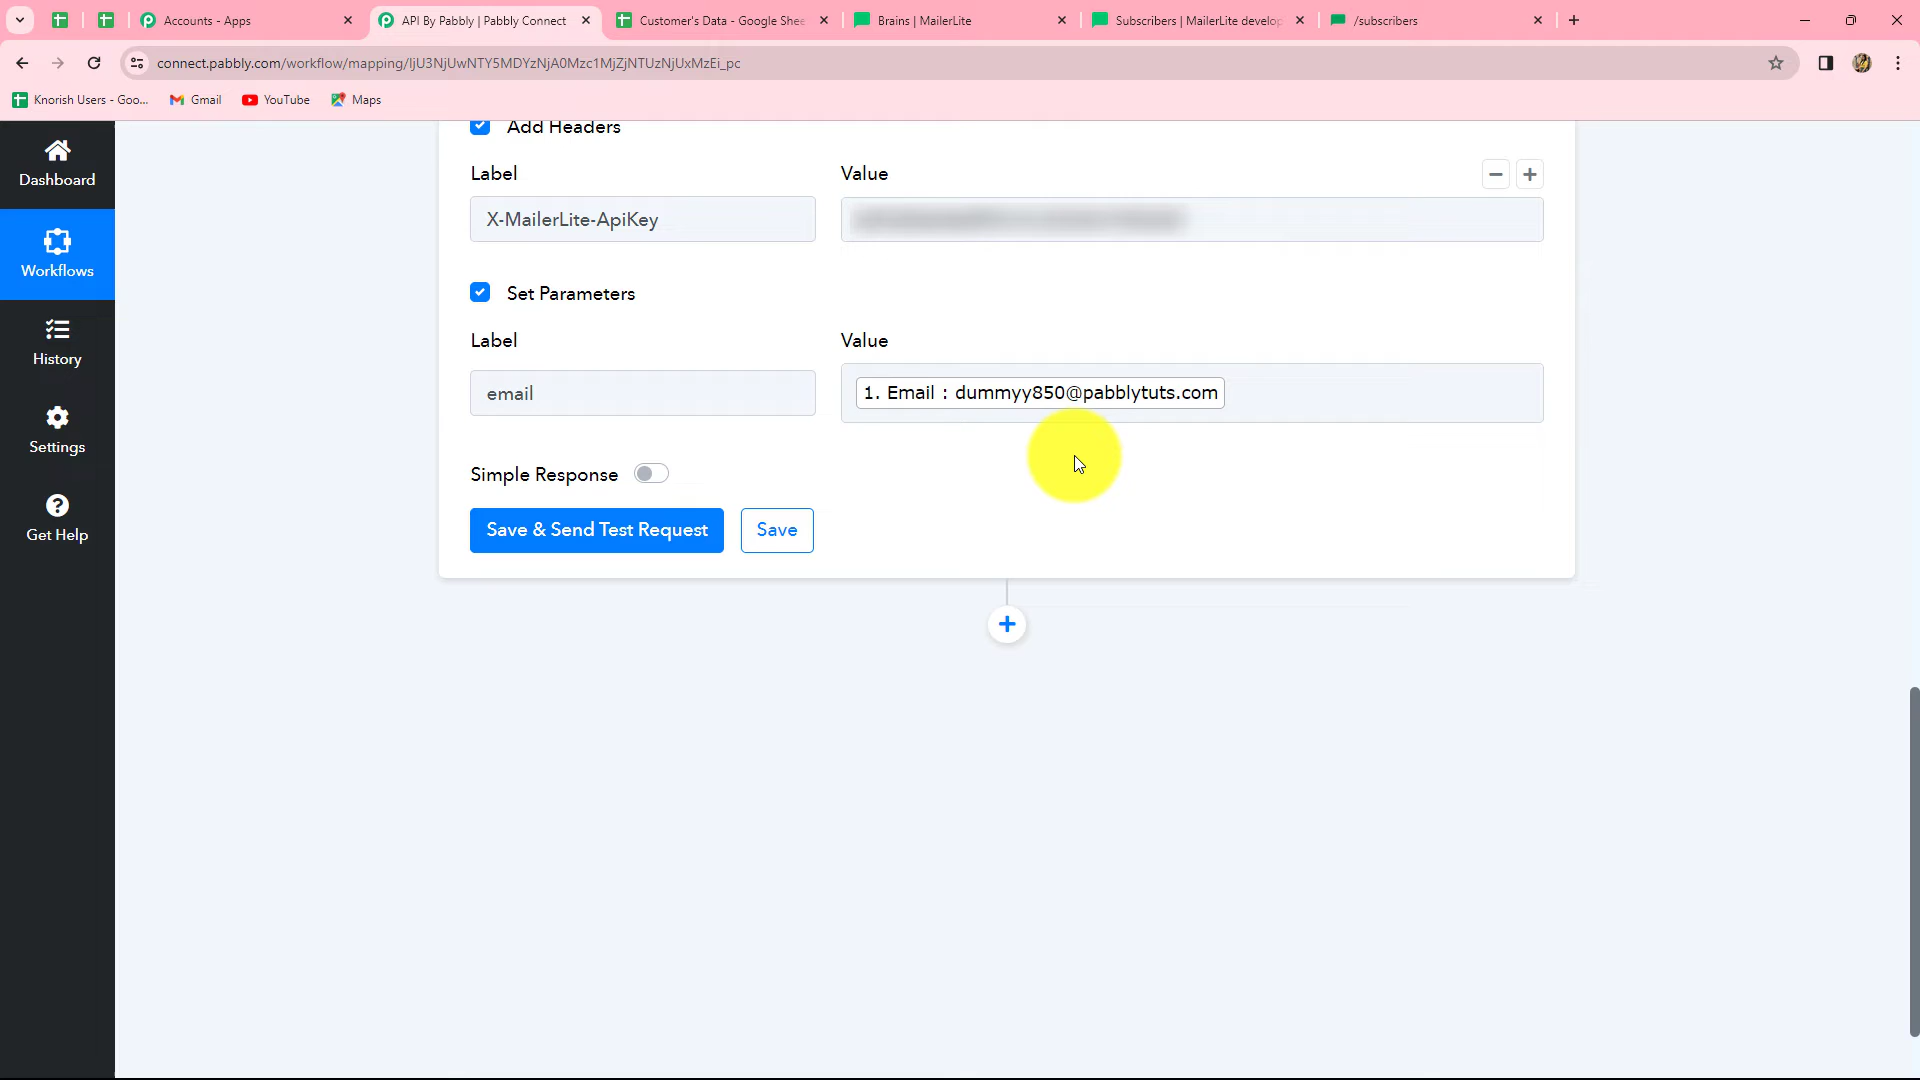 Accounts - Apps
API By Pabbly | Pabbly Connect
Customer's Data - Google Shee
Brains | MailerLite
Subscribers | MailerLite develop
/subscribers
connect.pabbly.com/workflow/mapping/IjU3NjUwNTY5MDYzNjA0Mzc1MjZjNTUzNjUxMzEi_pc
Knorish Users - Goo...
Gmail
YouTube
Maps
Dashboard
Workflows
History
Settings
Get Help
Add Headers
Label
Value
X-MailerLite-ApiKey
Set Parameters
Label
Value
email
1. Email : dummyy850@pabblytuts.com
Simple Response
Save & Send Test Request
Save